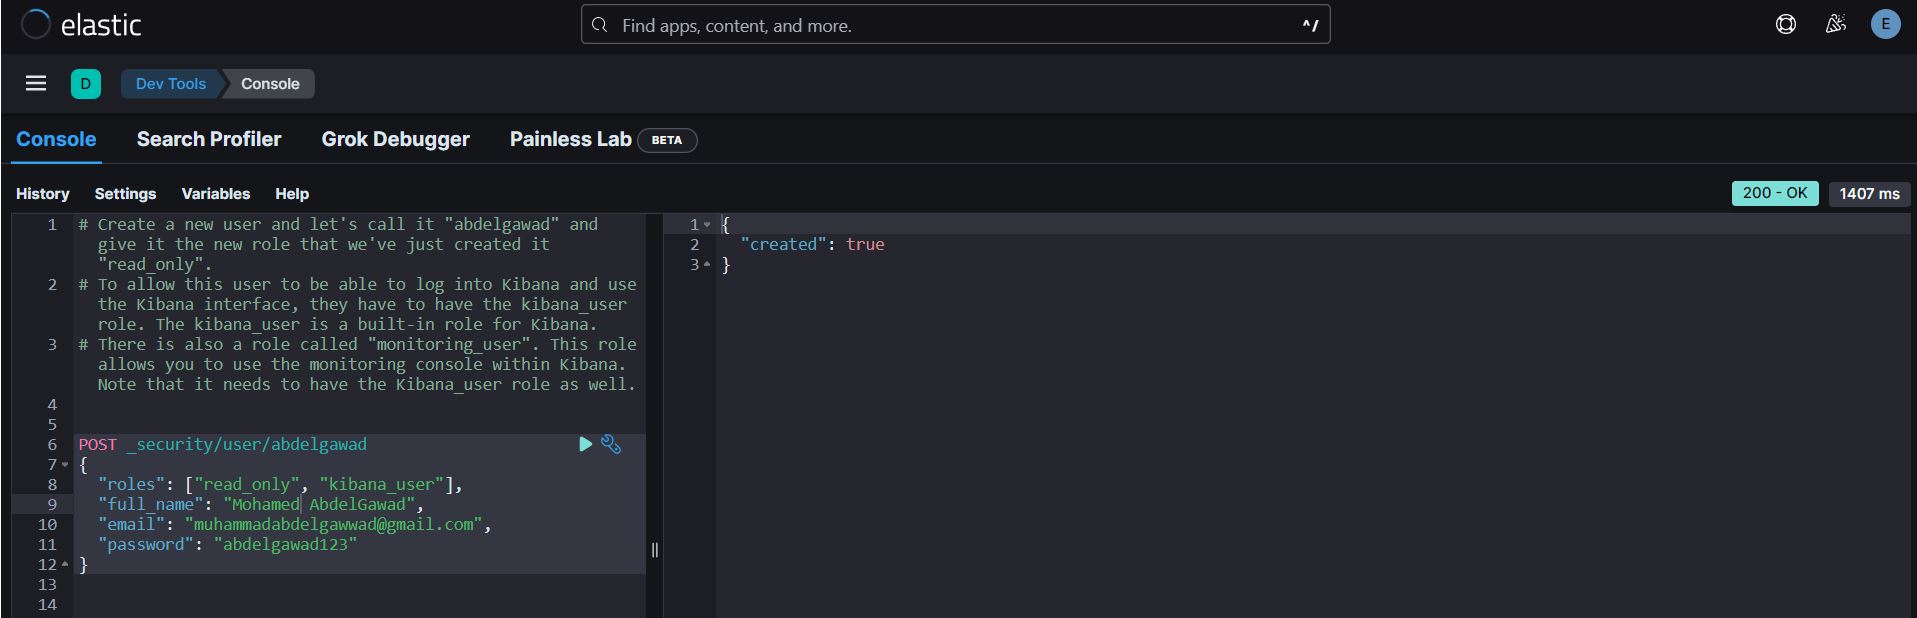 elastic
Find apps, content, and more.
^/
E
D
Dev Tools
Console
Console
Search Profiler
Grok Debugger
Painless Lab
BETA
History
Settings
Variables
Help
200 - OK
1407 ms
1 # Create a new user and let's call it "abdelgawad" and
give it the new role that we've just created it
"read_only".
2 # To allow this user to be able to log into Kibana and use
the Kibana interface, they have to have the kibana_user
role. The kibana_user is a built-in role for Kibana.
3 # There is also a role called "monitoring_user". This role
allows you to use the monitoring console within Kibana.
Note that it needs to have the Kibana_user role as well.
4
5
6 POST _security/user/abdelgawad
7 {
8 "roles": ["read_only", "kibana_user"],
9 "full_name": "Mohamed AbdelGawad",
10 "email": "muhammadabdelgawwad@gmail.com",
11 "password": "abdelgawad123"
12 }
13
14
1 {
2 "created": true
3 }